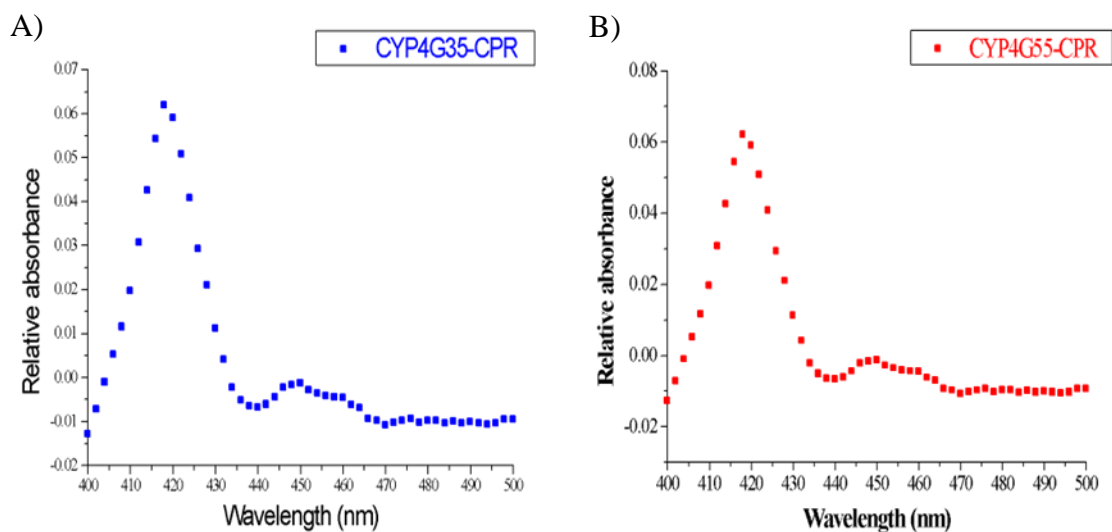 A)
CYP4G35-CPR
0.07
0.06
0.05
0.04
0.03
0.02
0.01
0.00
-0.01
-0.02
Relative absorbance
400 410 420 430 440 450 460 470 480 490 500
Wavelength (nm)
B)
CYP4G55-CPR
0.08
0.06
0.04
0.02
0.00
-0.02
Relative absorbance
400 410 420 430 440 450 460 470 480 490 500
Wavelength (nm)